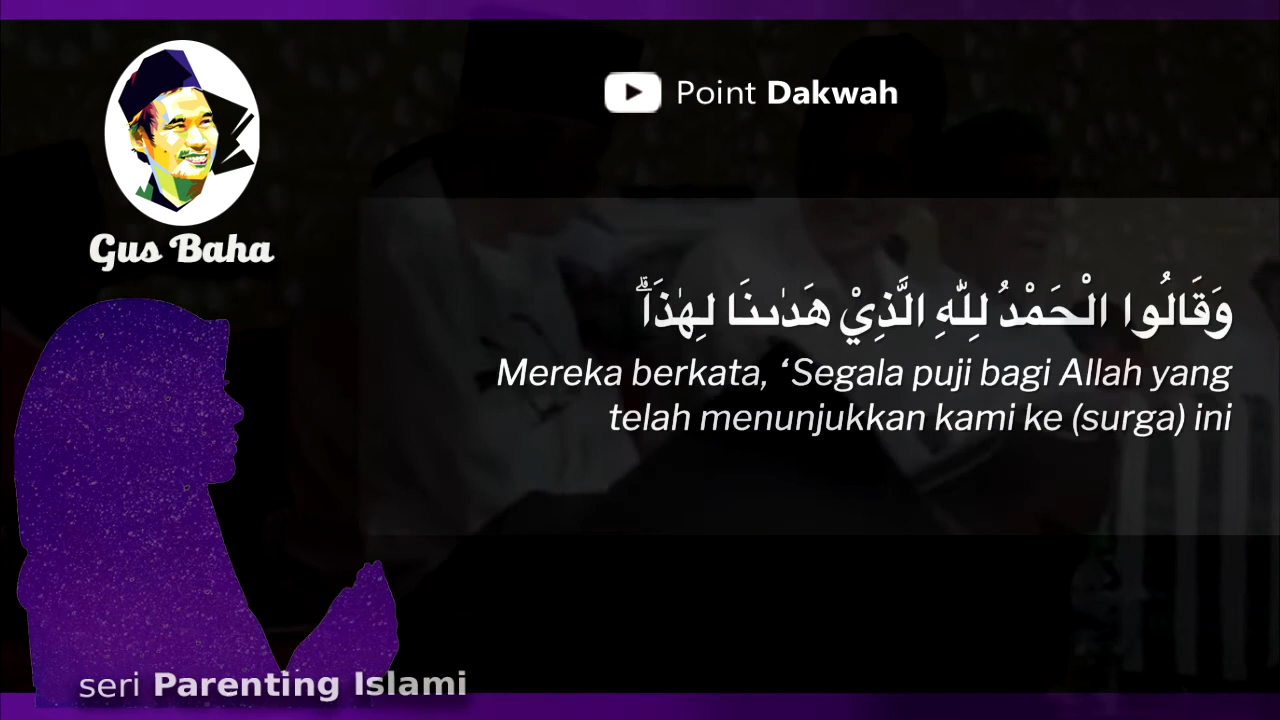 Point Dakwah
Gus Baha
وَقَالُوا الْحَمْدُ لِلّٰهِ الَّذِيْ هَدٰىنَا لِهٰذَاۗ
Mereka berkata, ‘Segala puji bagi Allah yang
telah menunjukkan kami ke (surga) ini
seri Parenting Islami